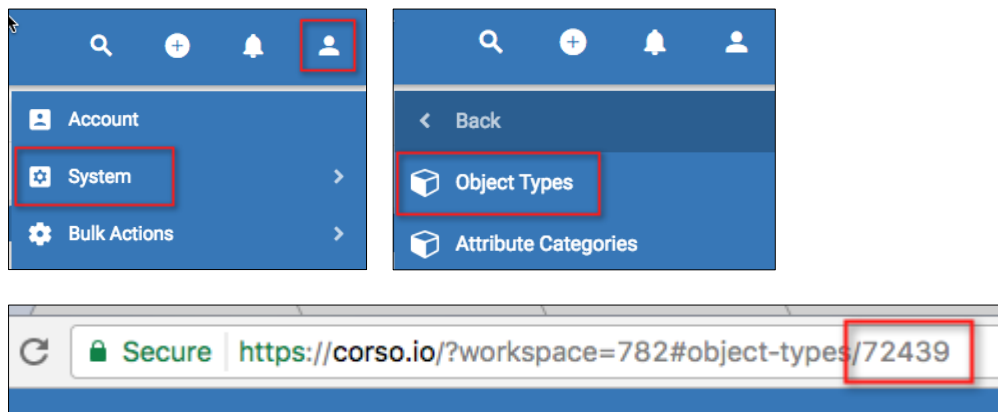 Account
System
Bulk Actions
Back
Object Types
Attribute Categories
Secure https://corso.io/?workspace=782#object-types/72439